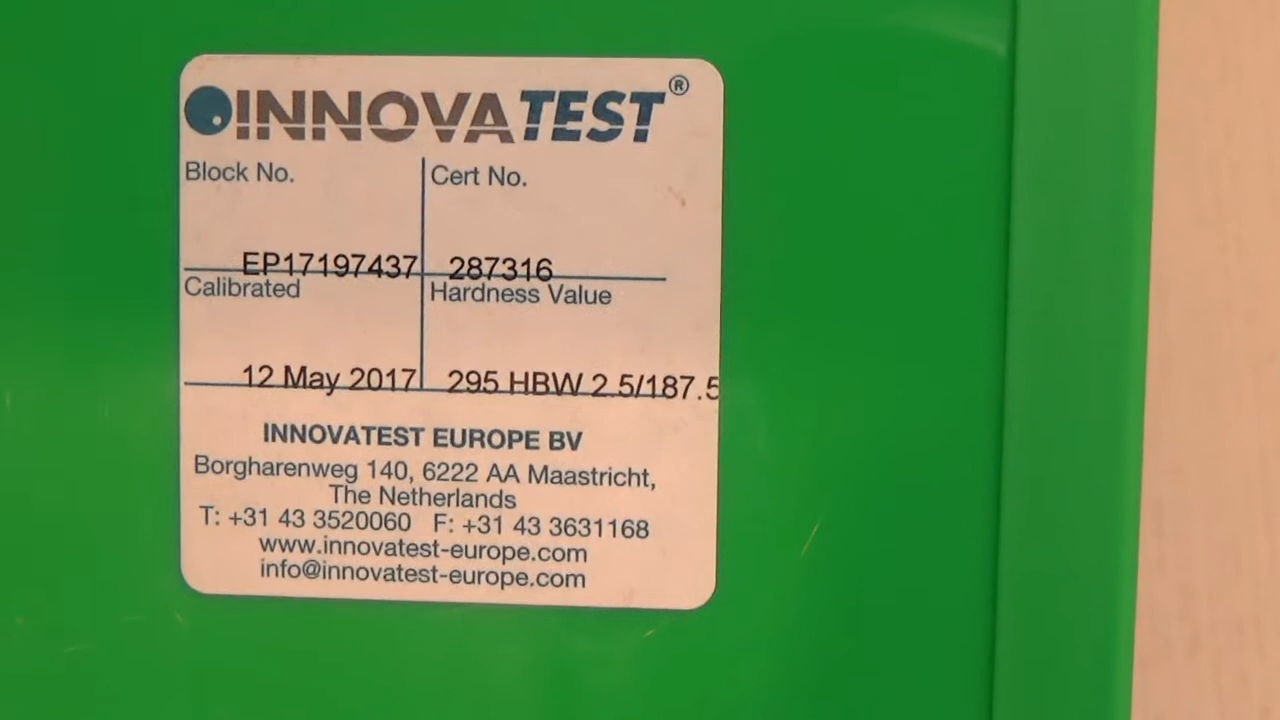 INNOVATEST®
Block No. Cert No.
EP17197437 287316
Calibrated Hardness Value
12 May 2017 295 HBW 2.5/187.5
INNOVATEST EUROPE BV
Borgharenweg 140, 6222 AA Maastricht,
The Netherlands
T: +31 43 3520060 F: +31 43 3631168
www.innovatest-europe.com
info@innovatest-europe.com